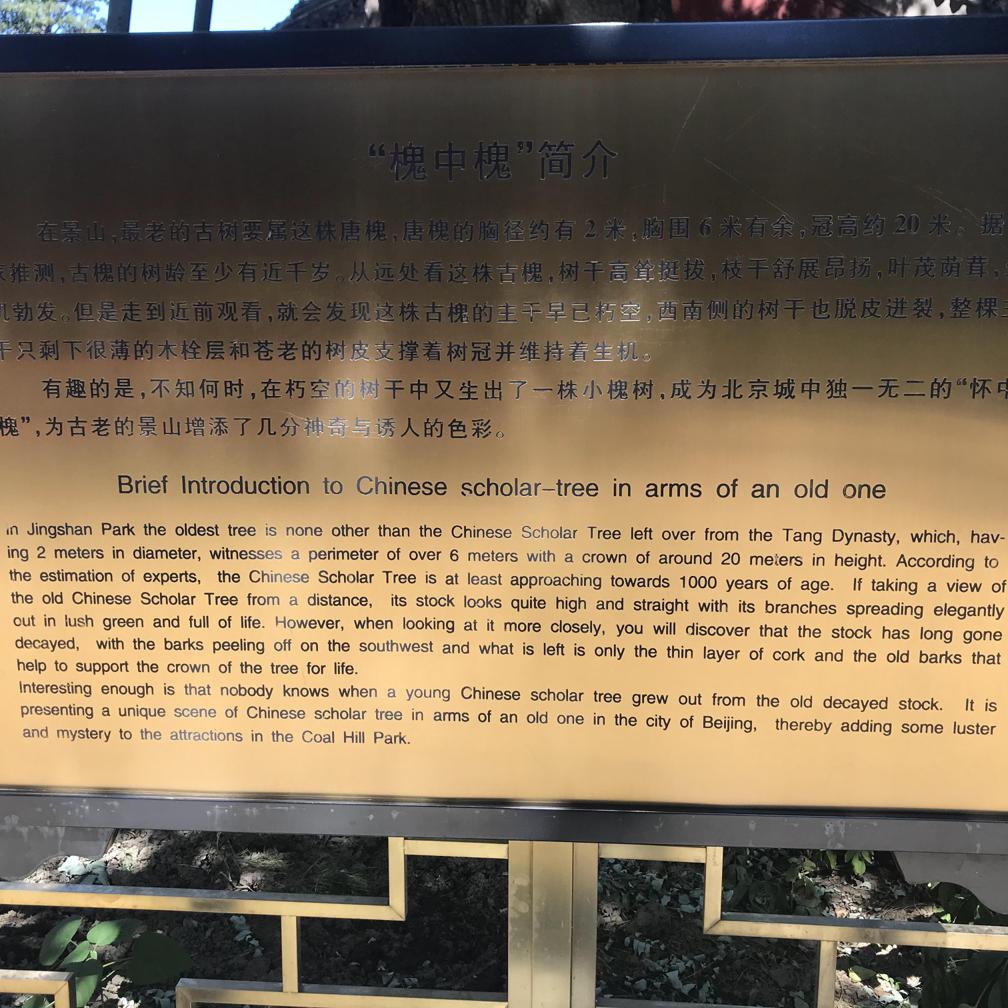 “槐中槐”简介
在景山,最老的古树要属这株唐槐,唐槐的胸径约有 2 米,胸围 6 米有余,冠高约 20 米。据
推测,古槐的树龄至少有近千岁。从远处看这株古槐,树干高耸挺拔,枝干舒展昂扬,叶茂荫茸,
勃发。但是走到近前观看,就会发现这株古槐的主干早已朽空,西南侧的树干也脱皮迸裂,整棵
干只剩下很薄的木栓层和苍老的树皮支撑着树冠并维持着生机。
有趣的是,不知何时,在朽空的树干中又生出了一株小槐树,成为北京城中独一无二的“怀中
槐”,为古老的景山增添了几分神奇与诱人的色彩。
Brief Introduction to Chinese scholar-tree in arms of an old one
in Jingshan Park the oldest tree is none other than the Chinese Scholar Tree left over from the Tang Dynasty, which, hav-
ing 2 meters in diameter, witnesses a perimeter of over 6 meters with a crown of around 20 meters in height. According to
the estimation of experts, the Chinese Scholar Tree is at least approaching towards 1000 years of age. If taking a view of
the old Chinese Scholar Tree from a distance, its stock looks quite high and straight with its branches spreading elegantly
out in lush green and full of life. However, when looking at it more closely, you will discover that the stock has long gone
decayed, with the barks peeling off on the southwest and what is left is only the thin layer of cork and the old barks that
help to support the crown of the tree for life.
Interesting enough is that nobody knows when a young Chinese scholar tree grew out from the old decayed stock. It is
presenting a unique scene of Chinese scholar tree in arms of an old one in the city of Beijing, thereby adding some luster
and mystery to the attractions in the Coal Hill Park.